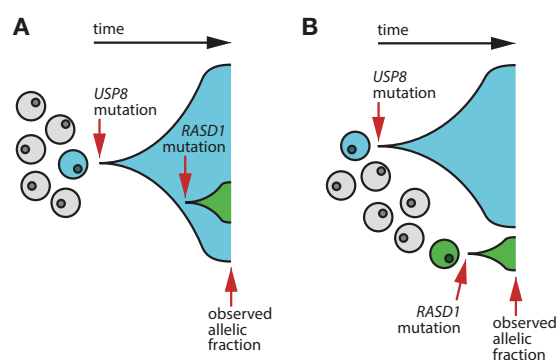 A
time
USP8
mutation
RASD1
mutation
observed
allelic
fraction
B
time
USP8
mutation
RASD1
mutation
observed
allelic
fraction